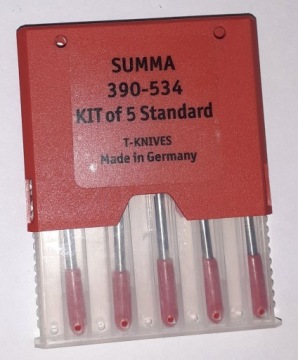 SUMMA
390-534
KIT of 5 Standard
T-KNIVES
Made in Germany